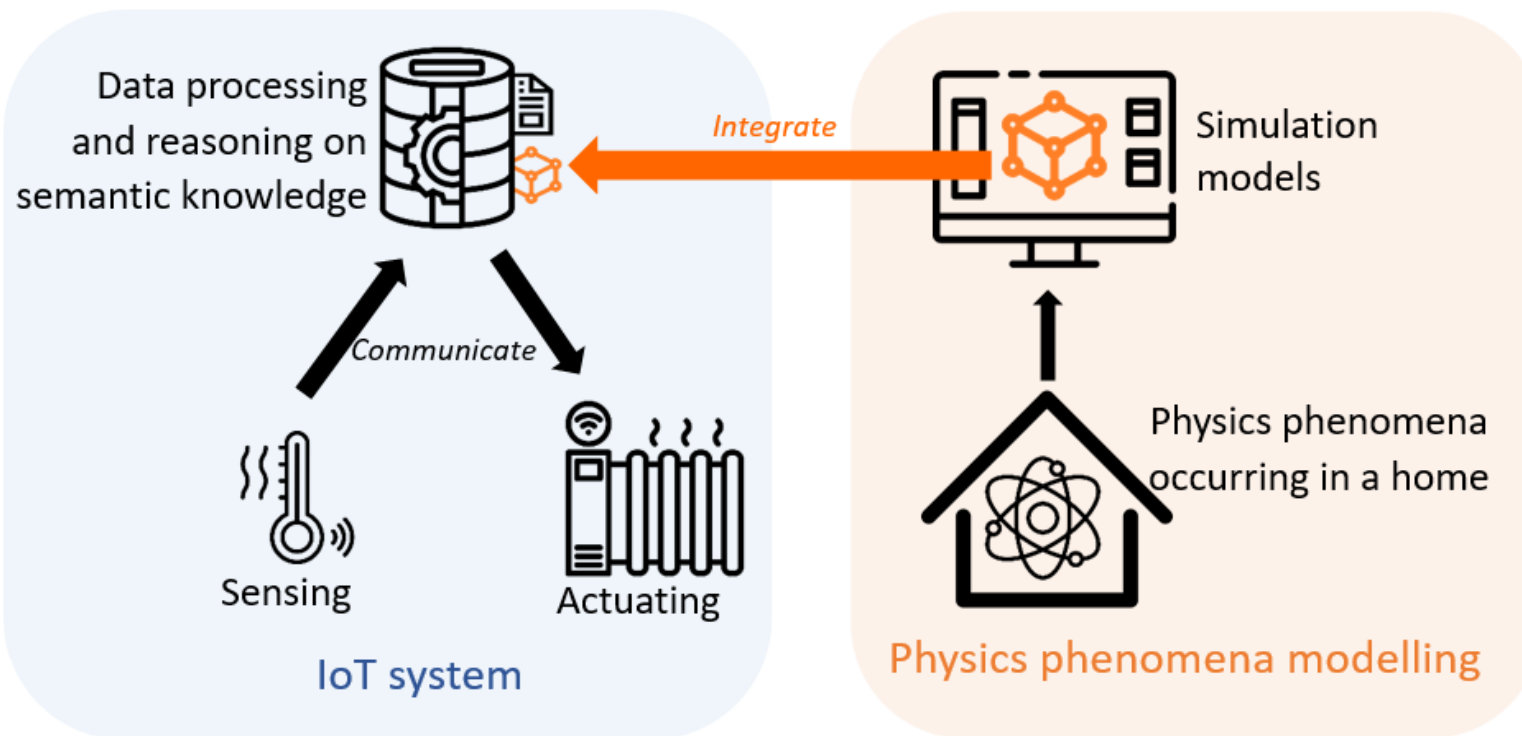 Data processing
and reasoning on
semantic knowledge
Integrate
Simulation
models
Communicate
Physics phenomena
occurring in a home
Sensing
Actuating
IoT system
Physics phenomena modelling